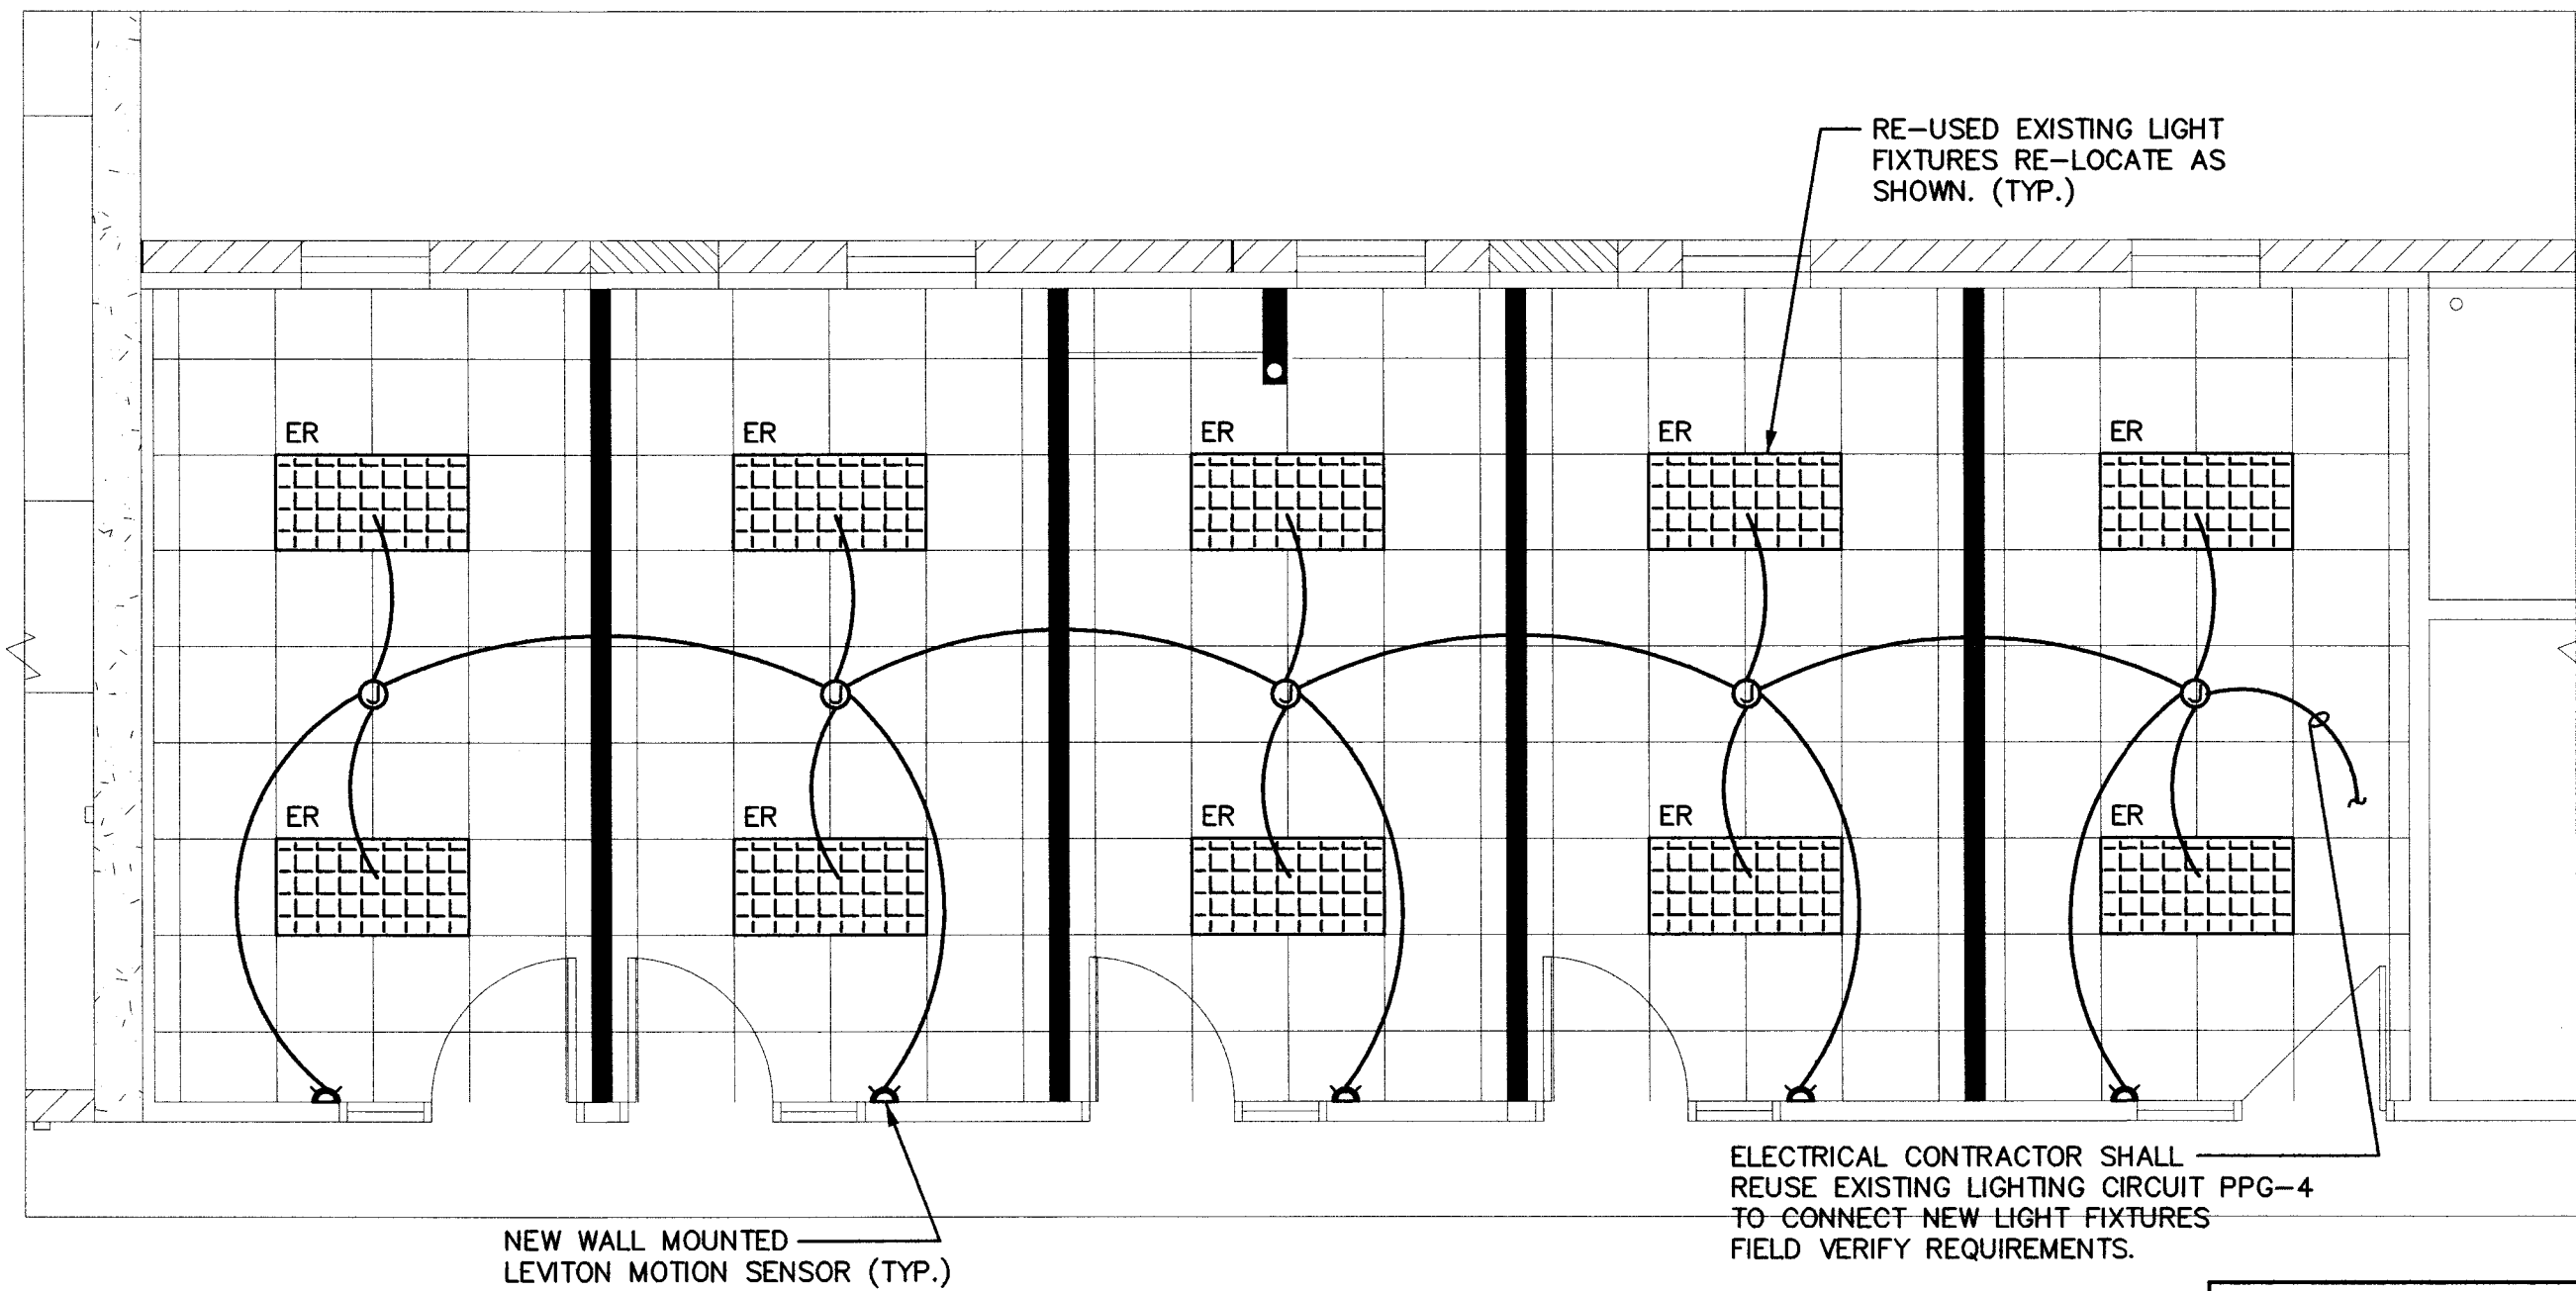 RE-USED EXISTING LIGHT
FIXTURES RE-LOCATE AS
SHOWN. (TYP.)
ER
ER
ER
ER
ER
J
J
J
J
J
ER
ER
ER
ER
ER
ELECTRICAL CONTRACTOR SHALL
REUSE EXISTING LIGHTING CIRCUIT PPG-4
TO CONNECT NEW LIGHT FIXTURES
FIELD VERIFY REQUIREMENTS.
NEW WALL MOUNTED
LEVITON MOTION SENSOR (TYP.)